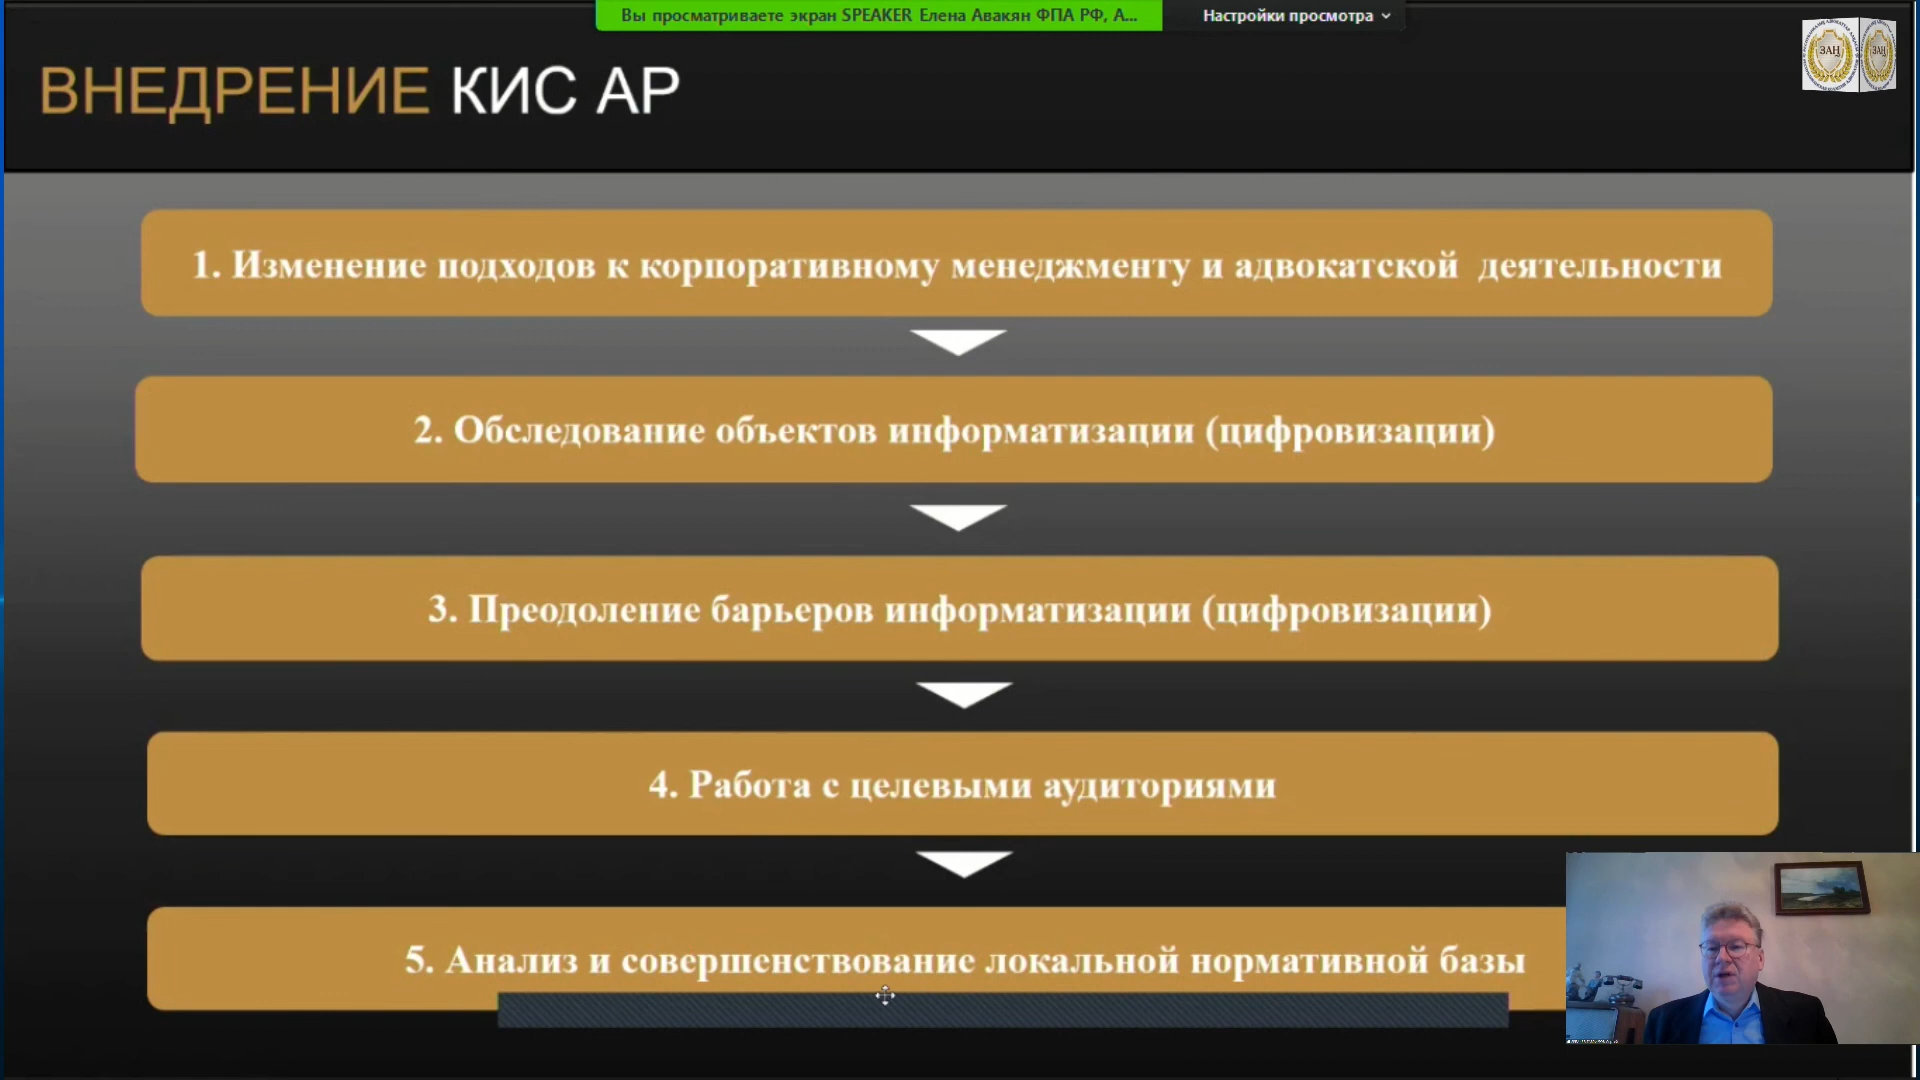 Вы просматриваете экран SPEAKER Елена Авакян ФПА РФ, А... Настройки просмотра
ВНЕДРЕНИЕ КИС АР
ЗАЩ ЗАЩ
1. Изменение подходов к корпоративному менеджменту и адвокатской деятельности
2. Обследование объектов информатизации (цифровизации)
3. Преодоление барьеров информатизации (цифровизации)
4. Работа с целевыми аудиториями
5. Анализ и совершенствование локальной нормативной базы